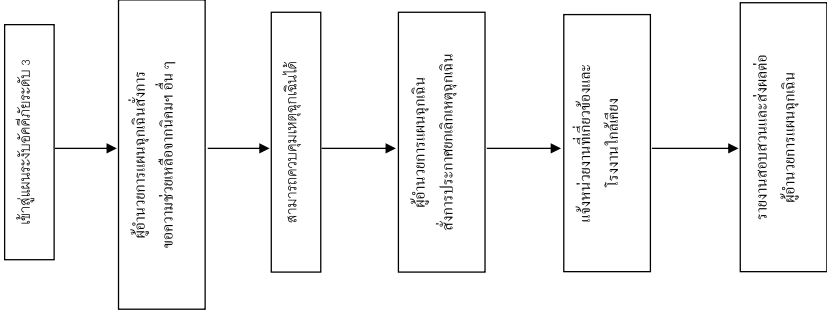 เข้าสู่แผนระงับอัคคีภัยระดับ 3
ผู้อำนวยการแผนฉุกเฉินสั่งการ
ขอความช่วยเหลือจากนิคมฯ อื่น ๆ
สามารถควบคุมเหตุฉุกเฉินได้
ผู้อำนวยการแผนฉุกเฉิน
สั่งการประกาศยกเลิกเหตุฉุกเฉิน
แจ้งหน่วยงานที่เกี่ยวข้องและ
โรงงานใกล้เคียง
รายงานสอบสวนและส่งผลต่อ
ผู้อำนวยการแผนฉุกเฉิน